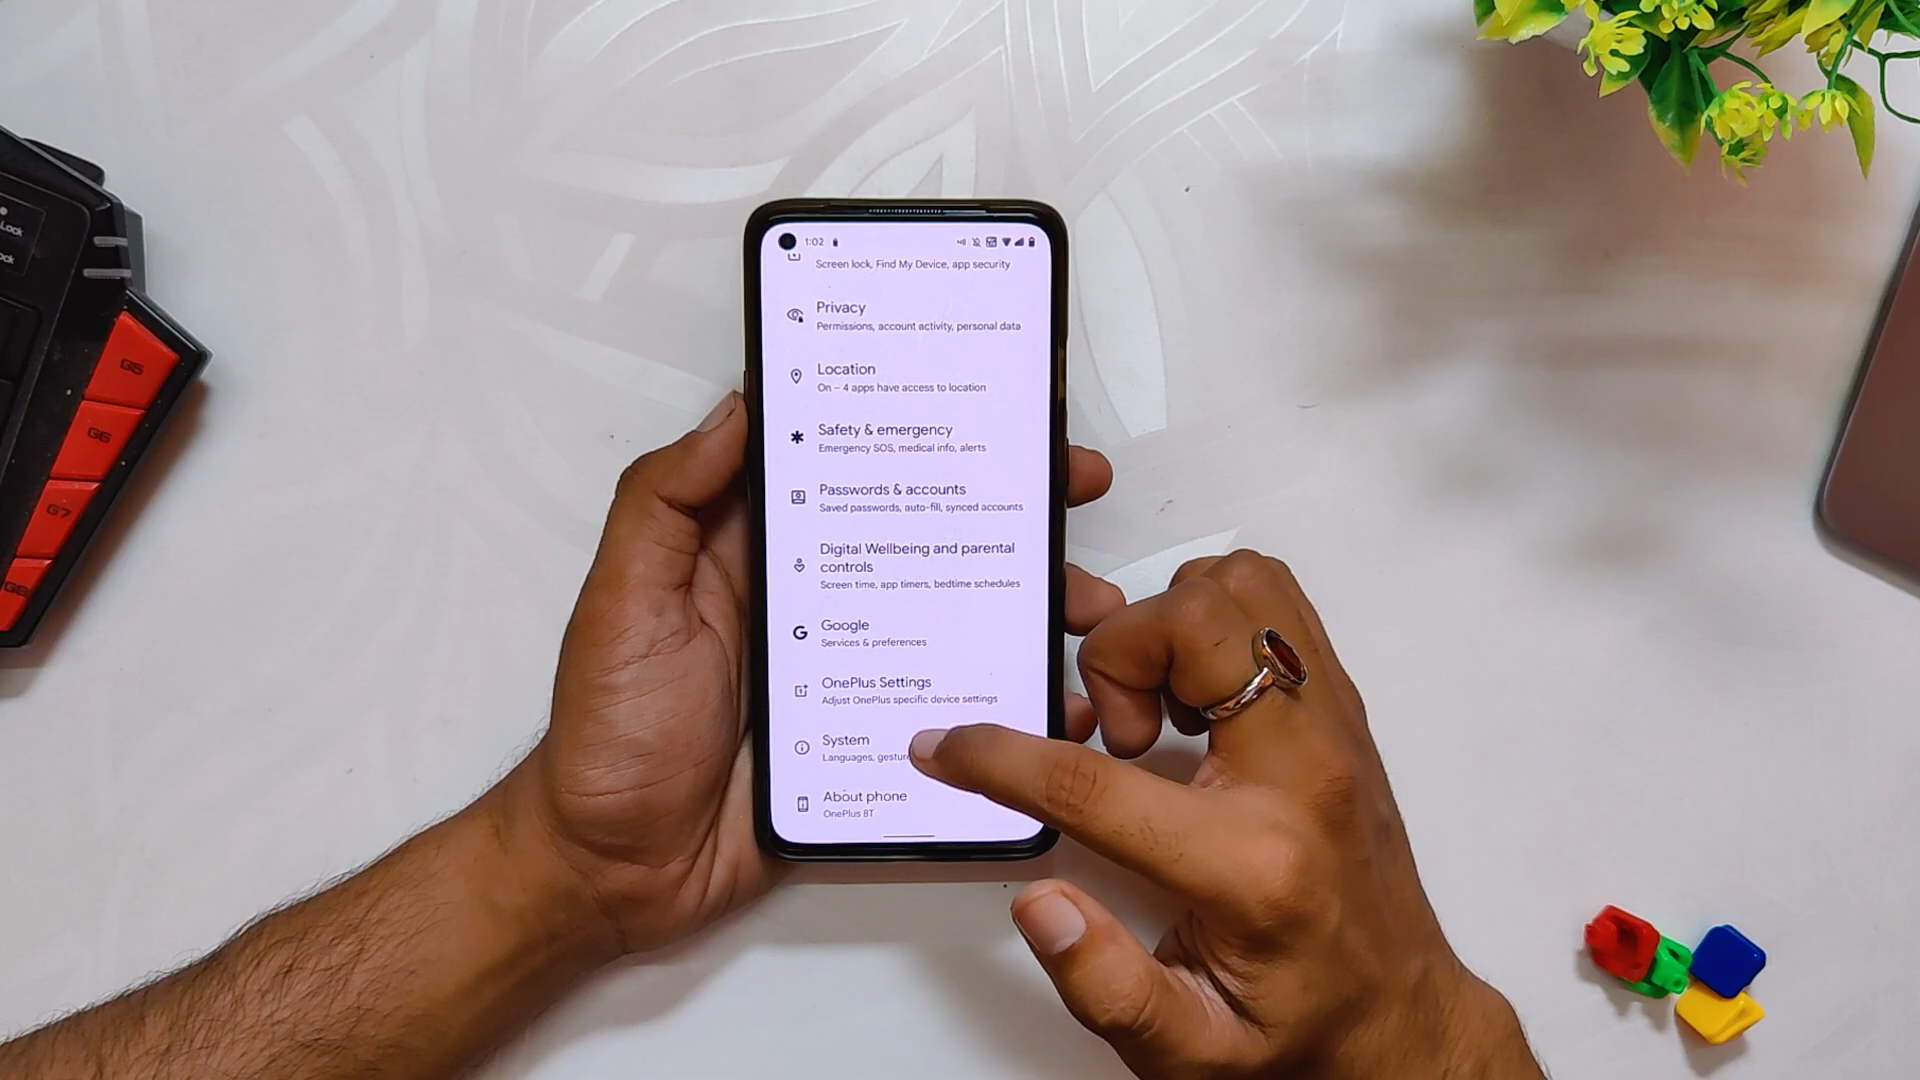 1:02
Screen lock, Find My Device, app security
Privacy
Permissions, account activity, personal data
Location
On – 4 apps have access to location
Safety & emergency
Emergency SOS, medical info, alerts
Passwords & accounts
Saved passwords, auto-fill, synced accounts
Digital Wellbeing and parental
controls
Screen time, app timers, bedtime schedules
Google
Services & preferences
OnePlus Settings
Adjust OnePlus specific device settings
System
Languages,
About phone
OnePlus 8T
Lock
G5
G6
G7
G8